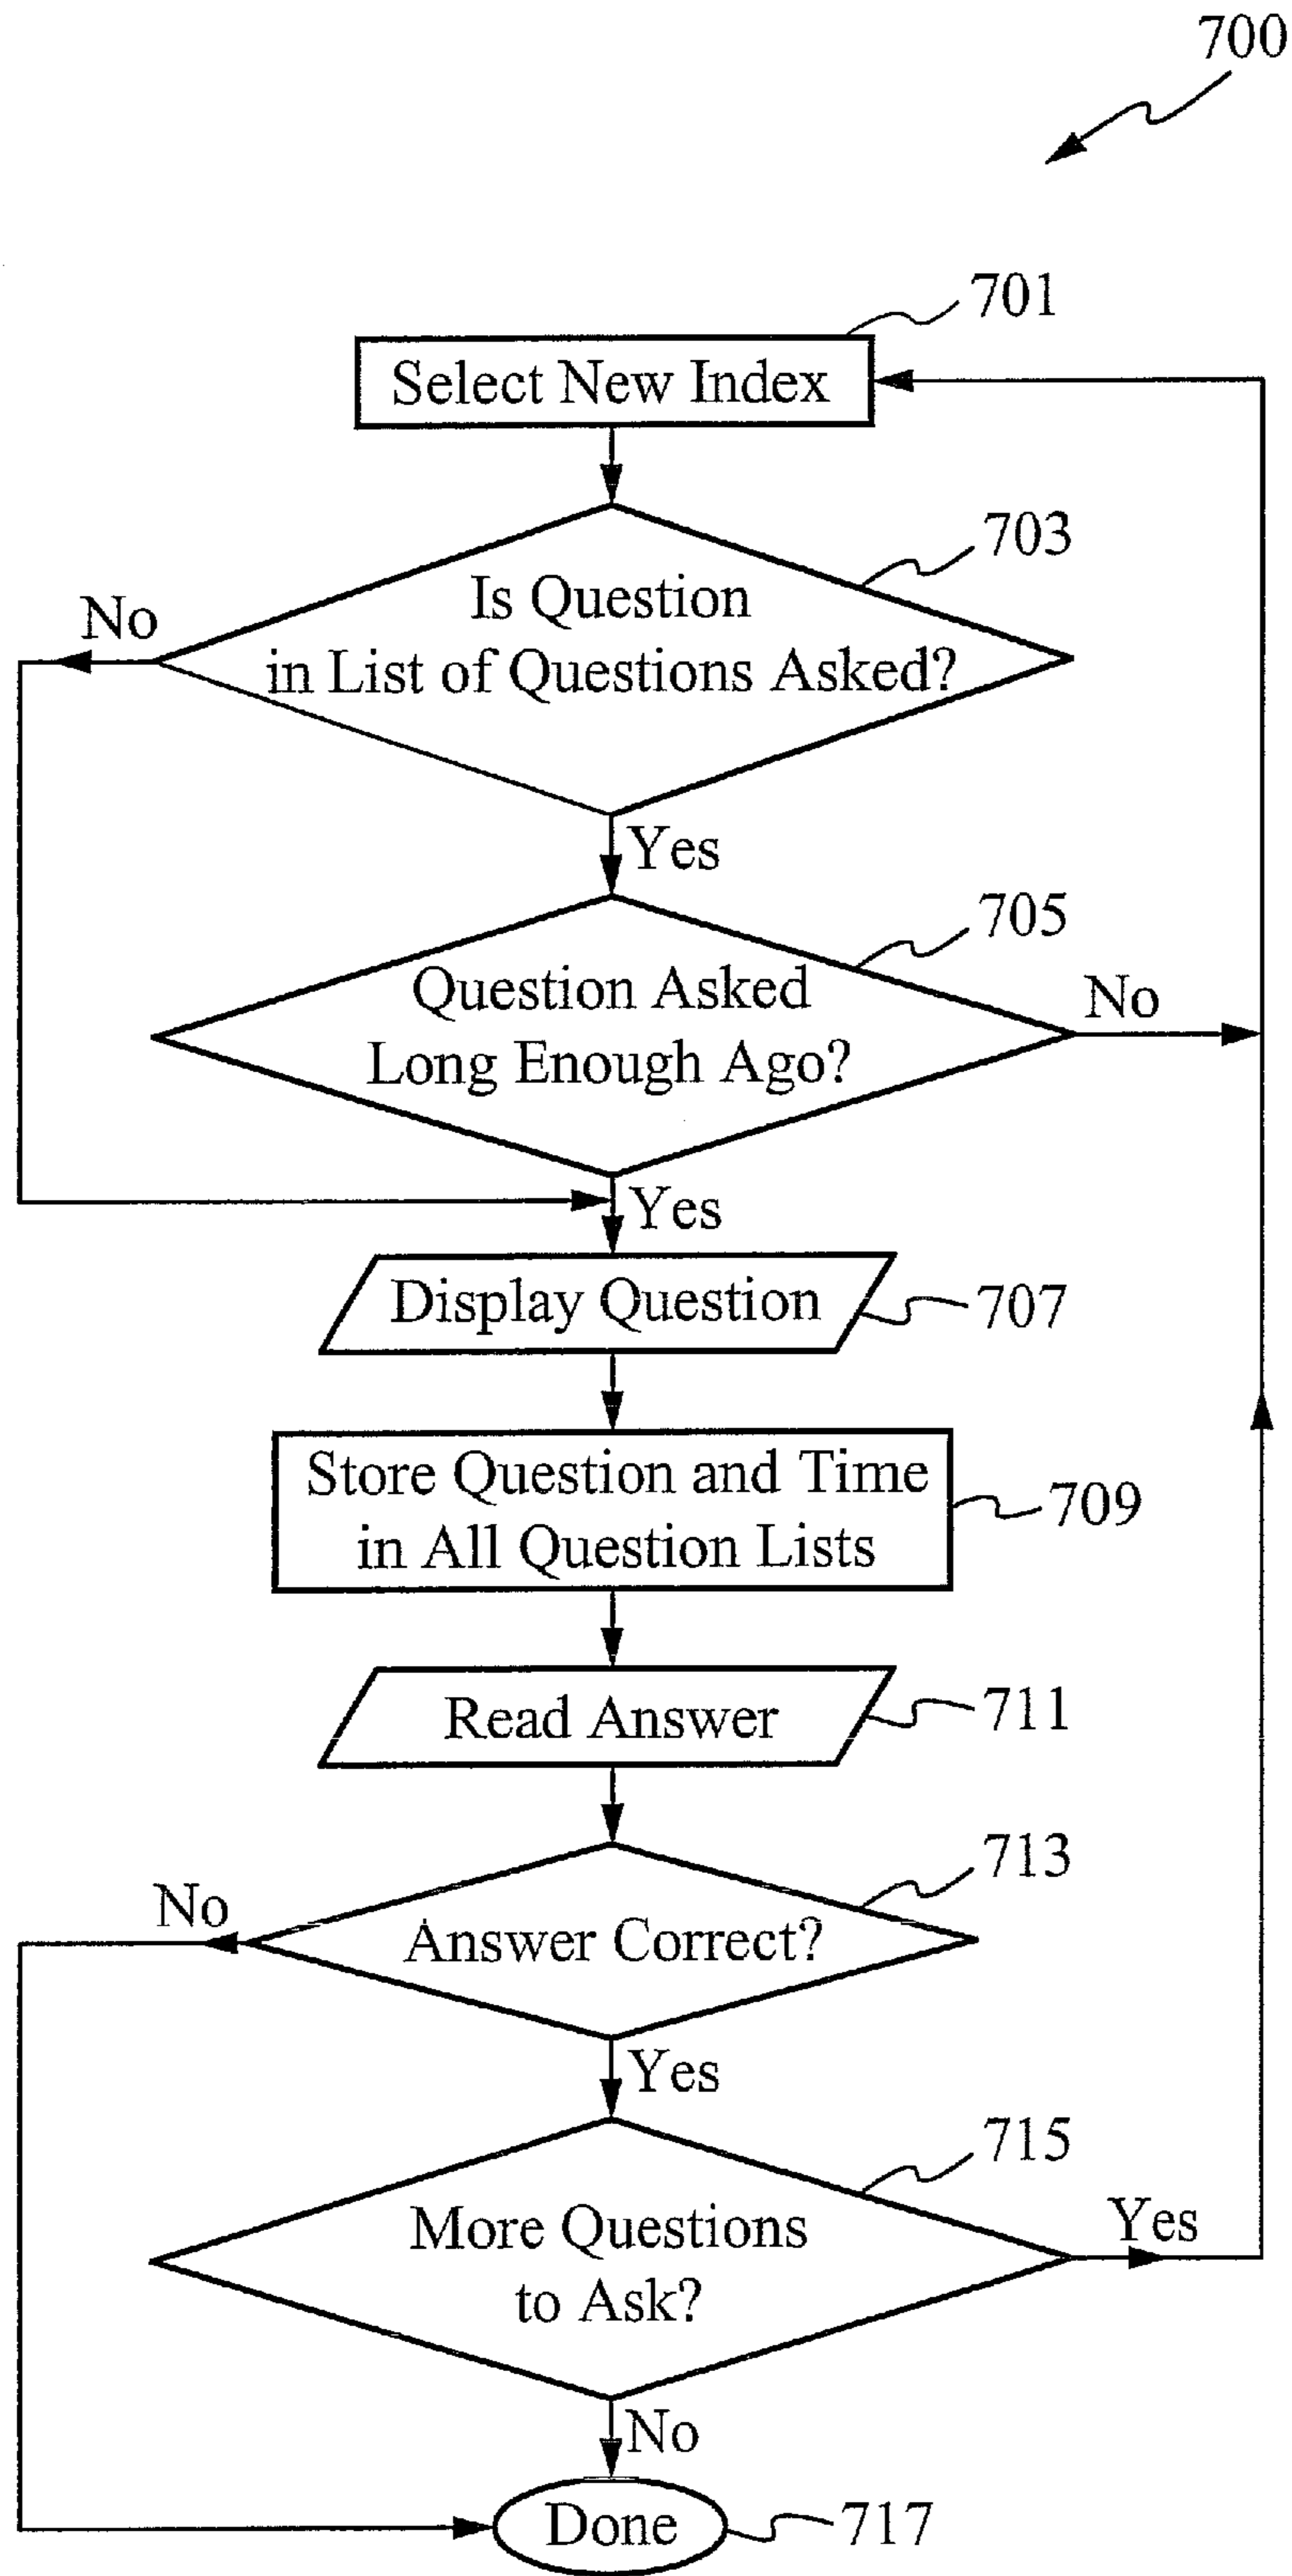 700
701
Select New Index
703
Is Question
in List of Questions Asked?
No
Yes
705
Question Asked
Long Enough Ago?
No
Yes
Display Question
707
Store Question and Time
in All Question Lists
709
Read Answer
711
713
Answer Correct?
No
Yes
715
More Questions
to Ask?
Yes
No
Done
717